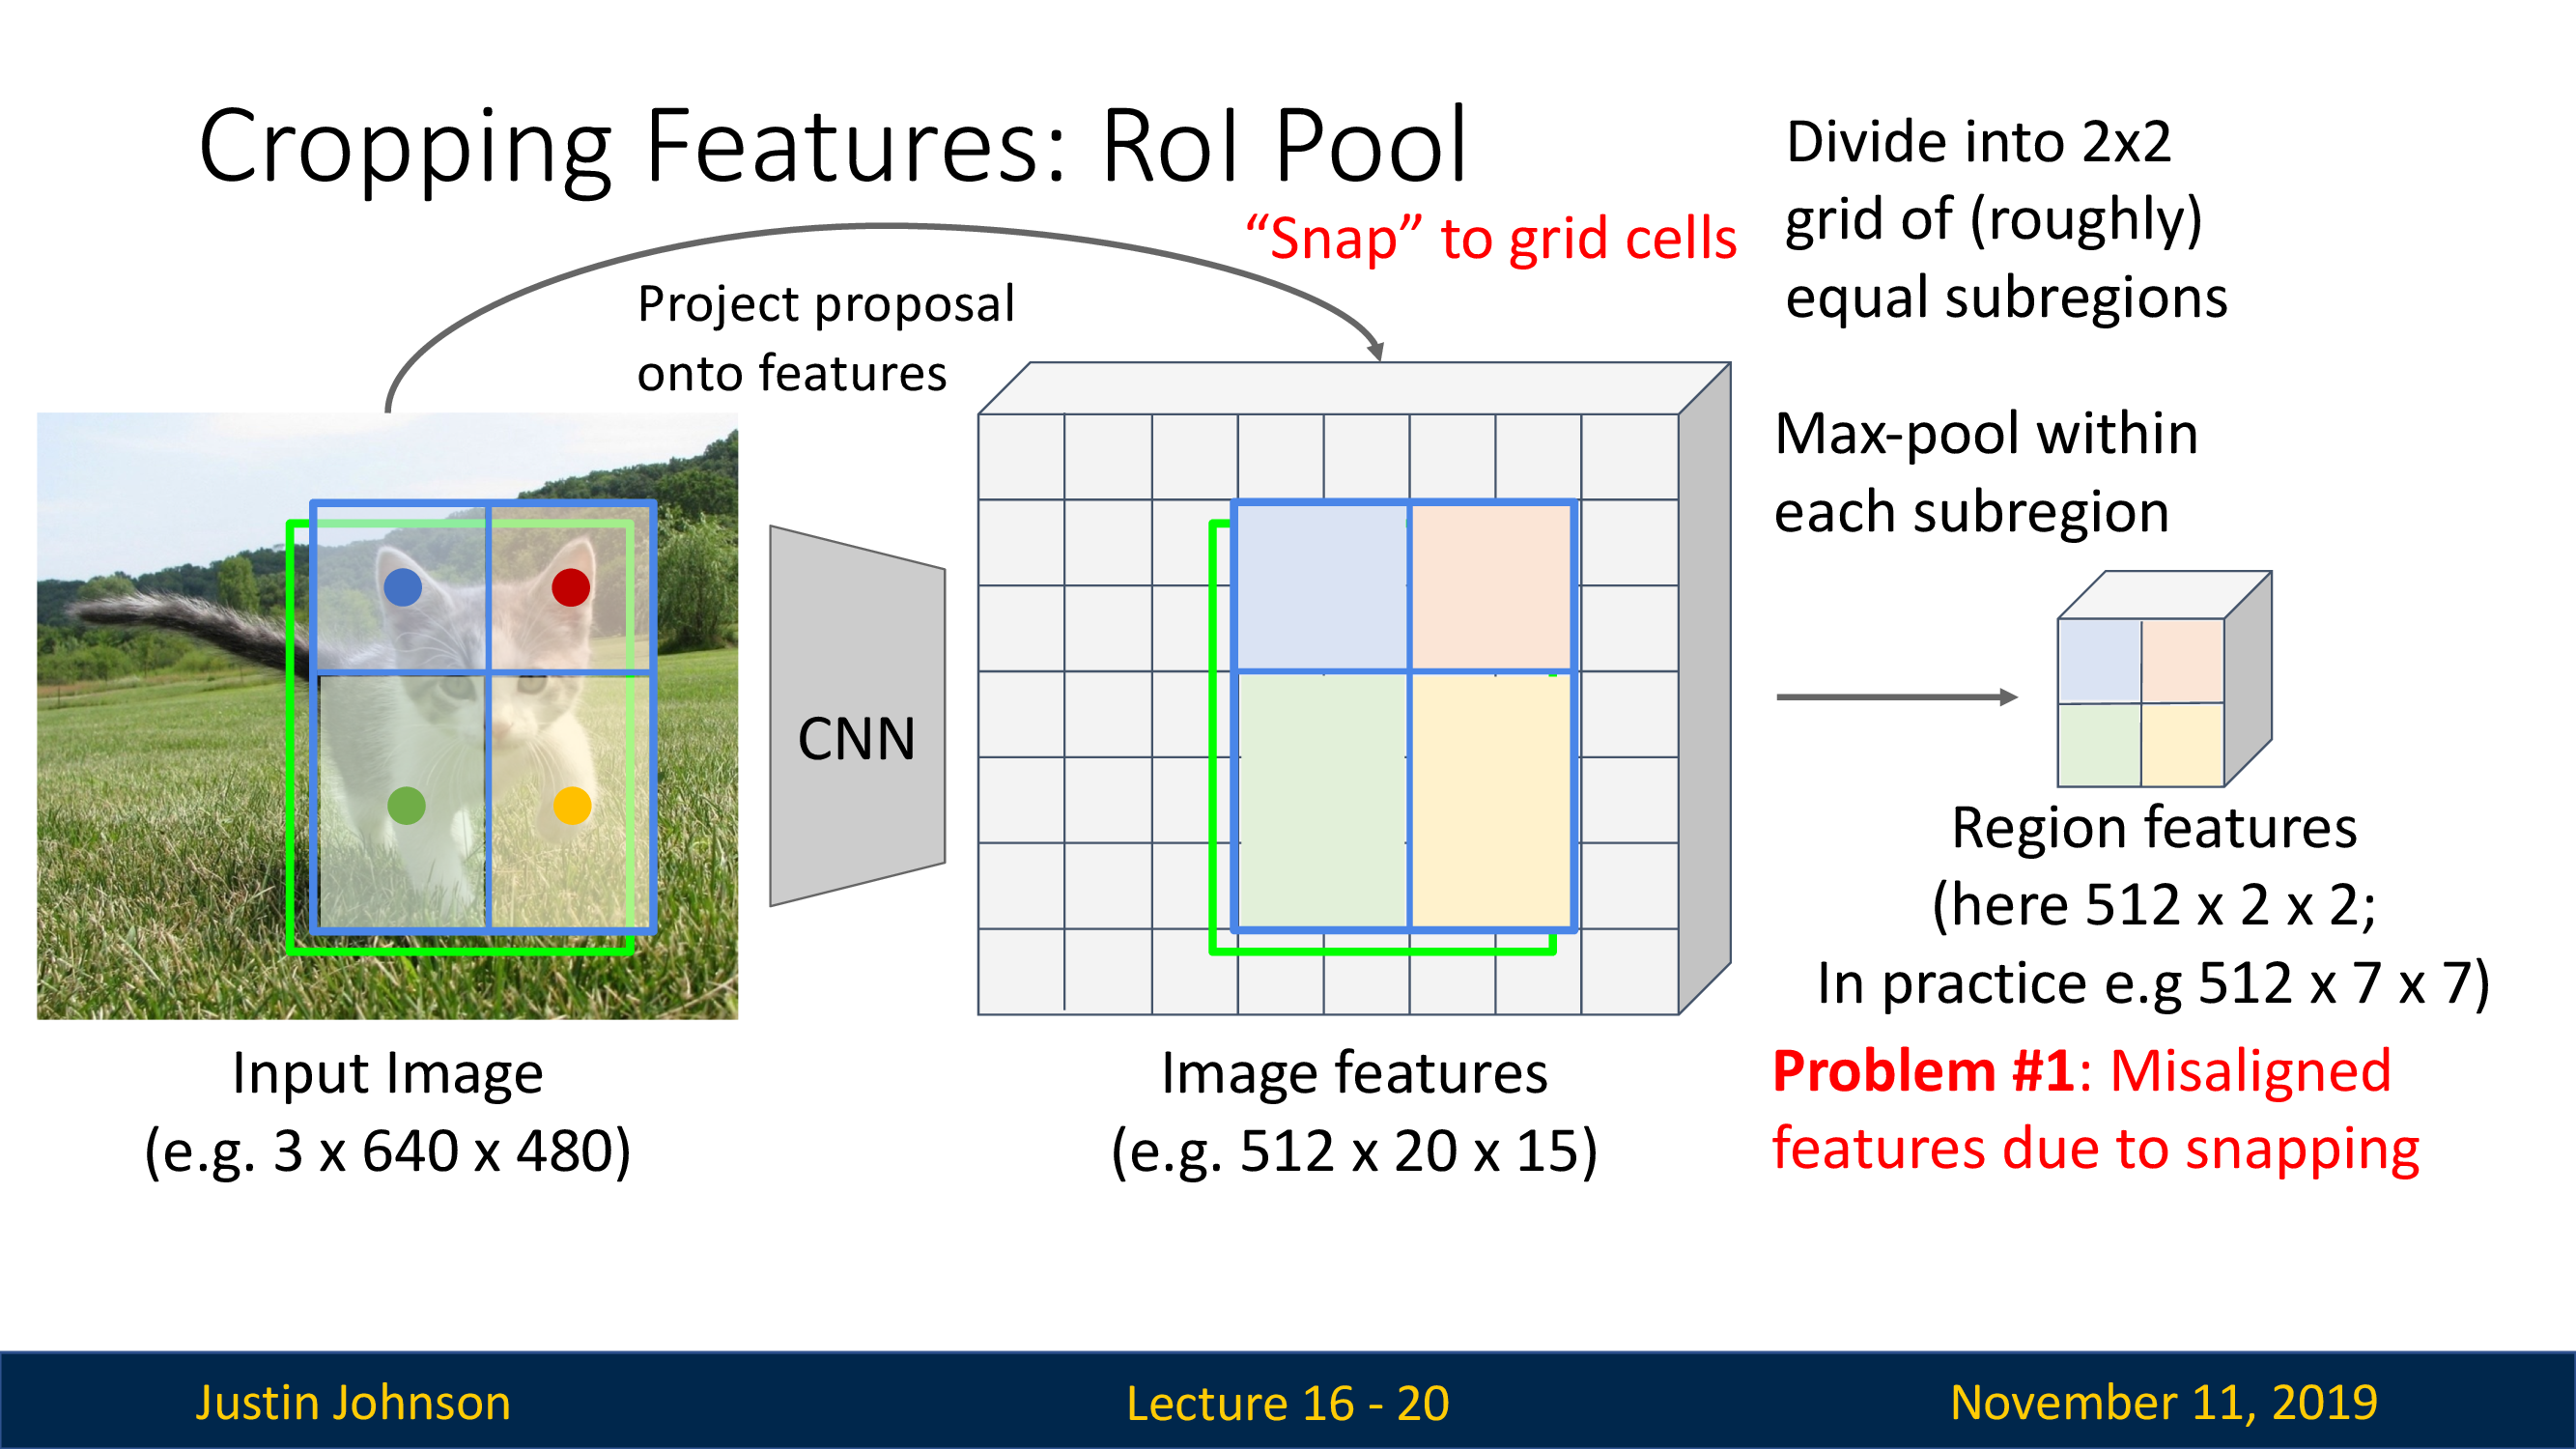 Cropping Features: RoI Pool
“Snap” to grid cells
Project proposal
onto features
Divide into 2x2
grid of (roughly)
equal subregions
Max-pool within
each subregion
CNN
Region features
(here 512 x 2 x 2;
In practice e.g 512 x 7 x 7)
Input Image
(e.g. 3 x 640 x 480)
Image features
(e.g. 512 x 20 x 15)
Problem #1: Misaligned
features due to snapping
Justin Johnson
Lecture 16 - 20
November 11, 2019